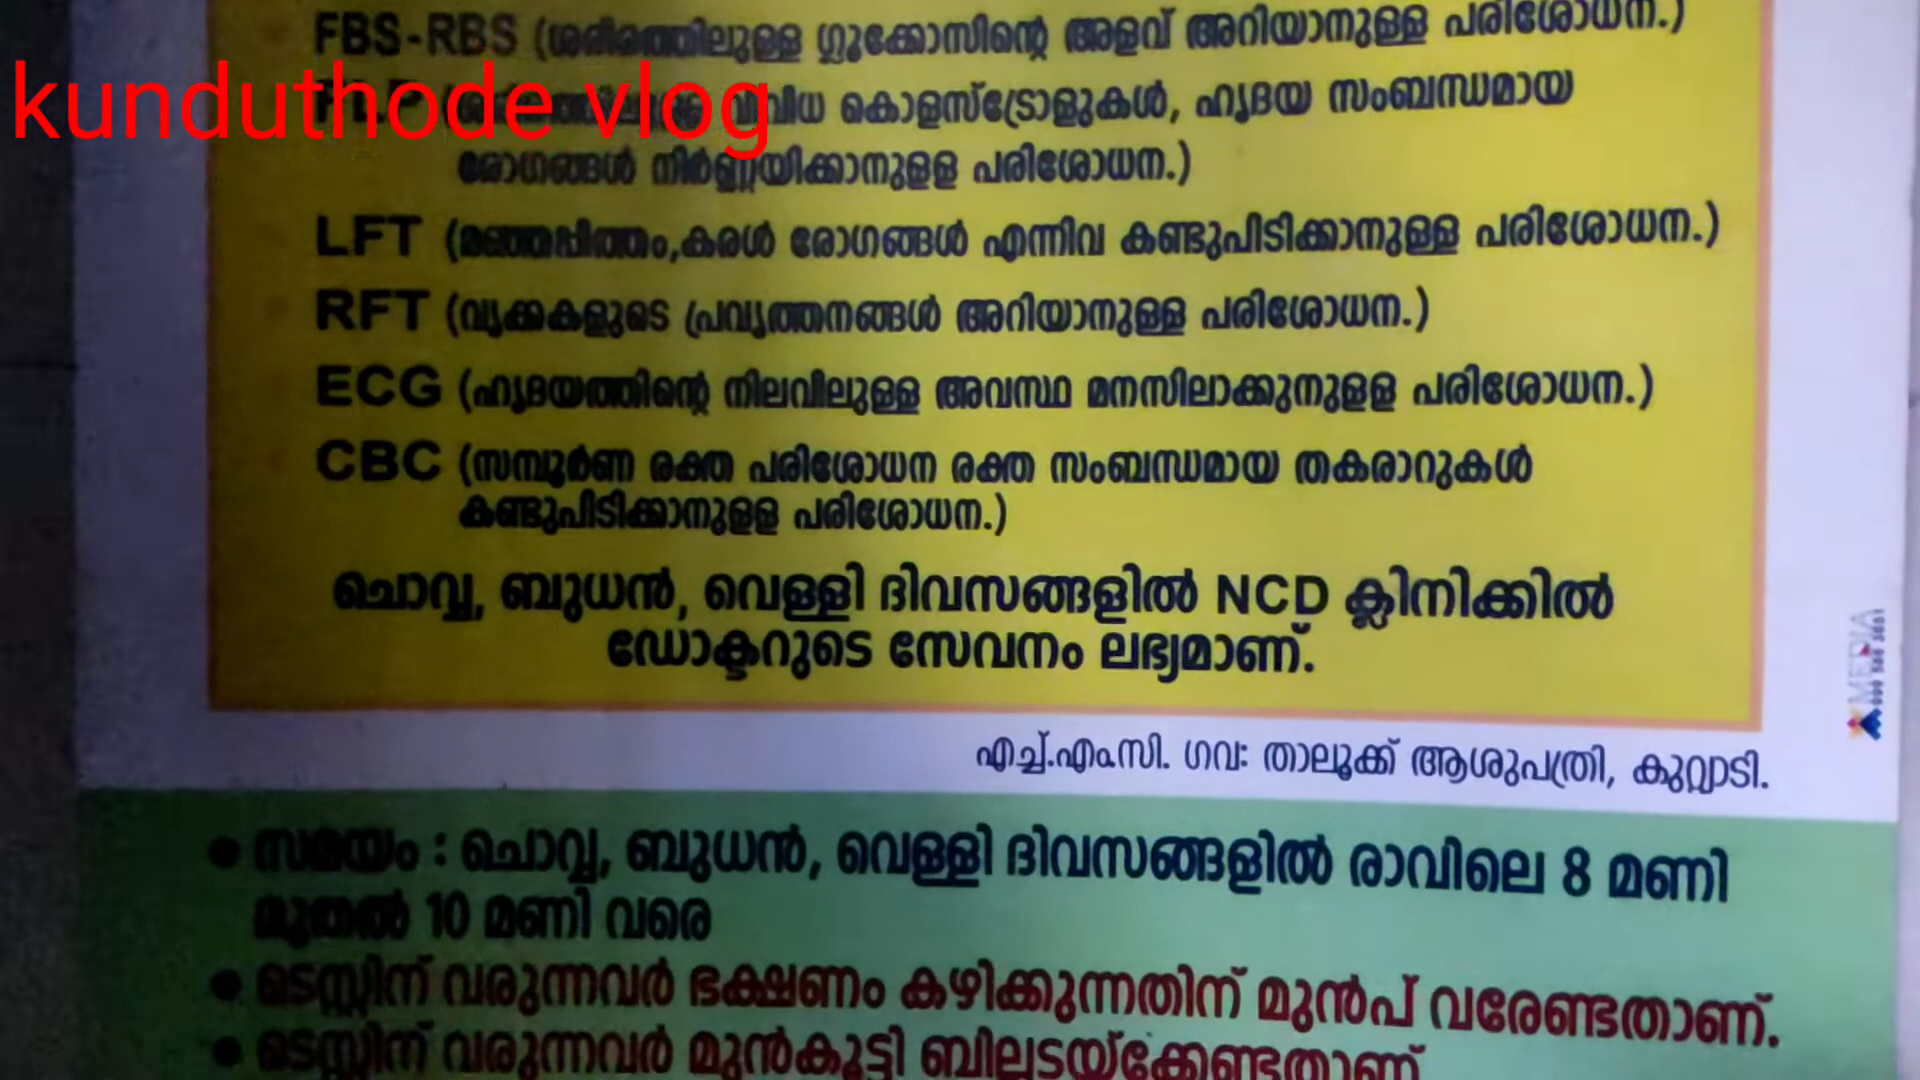 FBS-RBS (ശരീരത്തിലുള്ള ഗ്ലൂക്കോസിന്റെ അളവ് അറിയാനുള്ള പരിശോധന.)
kunduthode vlog
വിവിധ കൊളസ്ട്രോളുകൾ, ഹൃദയ സംബന്ധമായ
രോഗങ്ങൾ നിർണ്ണയിക്കാനുളള പരിശോധന.)
LFT (മഞ്ഞപ്പിത്തം,കരൾ രോഗങ്ങൾ എന്നിവ കണ്ടുപിടിക്കാനുള്ള പരിശോധന.)
RFT (വൃക്കകളുടെ പ്രവൃത്തനങ്ങൾ അറിയാനുള്ള പരിശോധന.)
ECG (ഹൃദയത്തിന്റെ നിലവിലുള്ള അവസ്ഥ മനസിലാക്കുനുളള പരിശോധന.)
CBC (സമ്പൂർണ രക്ത പരിശോധന രക്ത സംബന്ധമായ തകരാറുകൾ
കണ്ടുപിടിക്കാനുളള പരിശോധന.)
ചൊവ്വ, ബുധൻ, വെള്ളി ദിവസങ്ങളിൽ NCD ക്ലിനിക്കിൽ
ഡോക്ടറുടെ സേവനം ലഭ്യമാണ്.
എച്ച്.എം.സി. ഗവ: താലൂക്ക് ആശുപത്രി, കുറ്റ്യാടി.
MEDIA
• സമയം : ചൊവ്വ, ബുധൻ, വെള്ളി ദിവസങ്ങളിൽ രാവിലെ 8 മണി
മുതൽ 10 മണി വരെ
• ടെസ്റ്റിന് വരുന്നവർ ഭക്ഷണം കഴിക്കുന്നതിന് മുൻപ് വരേണ്ടതാണ്.
• ടെസ്റ്റിന് വരുന്നവർ മുൻകൂട്ടി ബില്ലടയ്ക്കേണ്ടതാണ്